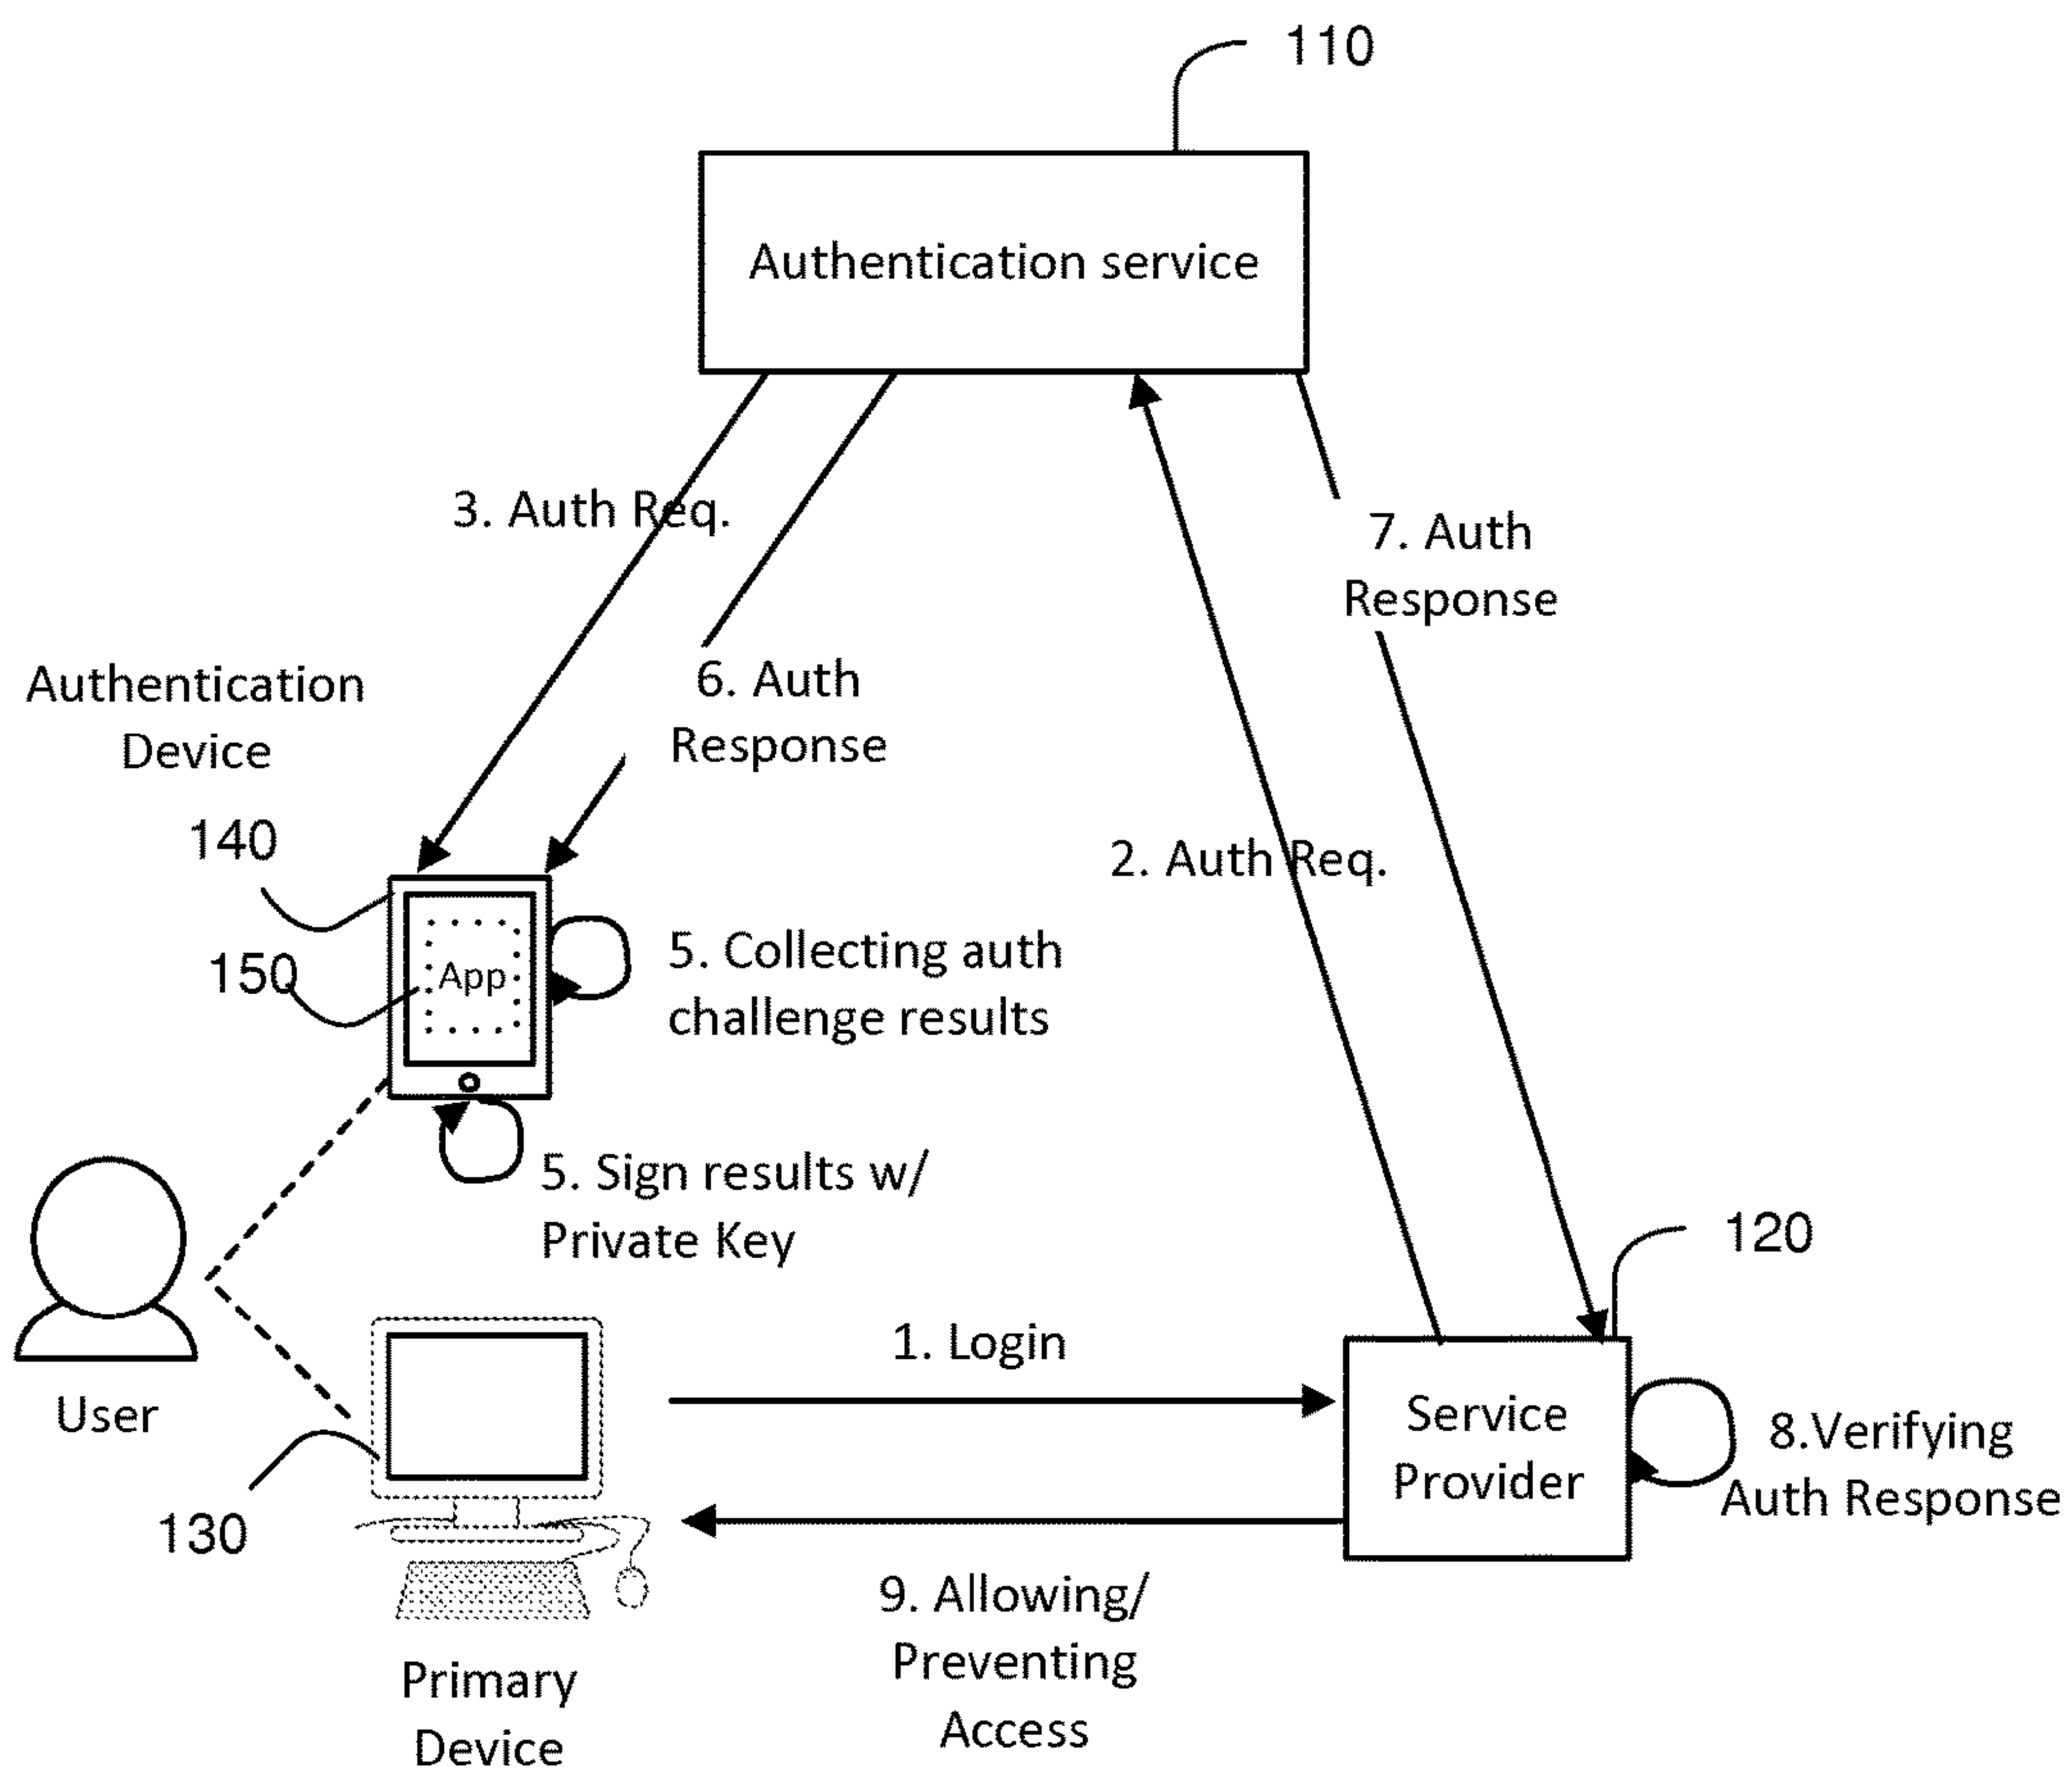 110
Authentication service
3. Auth Req.
7. Auth
Response
6. Auth
Response
Authentication
Device
140
2. Auth Req.
150
App
5. Collecting auth
challenge results
5. Sign results w/
Private Key
120
1. Login
User
Service
Provider
8.Verifying
Auth Response
130
9. Allowing/
Preventing
Access
Primary
Device